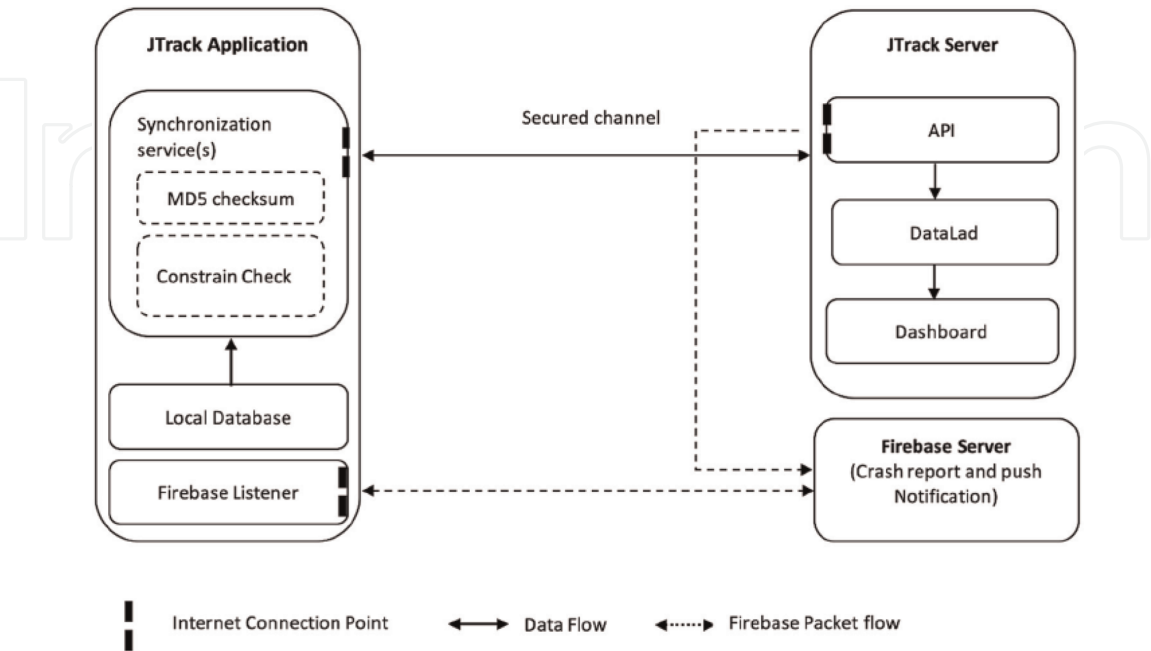 JTrack Application
Synchronization
service(s)
MD5 checksum
Constrain Check
Local Database
Firebase Listener
Secured channel
JTrack Server
API
DataLad
Dashboard
Firebase Server
(Crash report and push
Notification)
Internet Connection Point
Data Flow
Firebase Packet flow